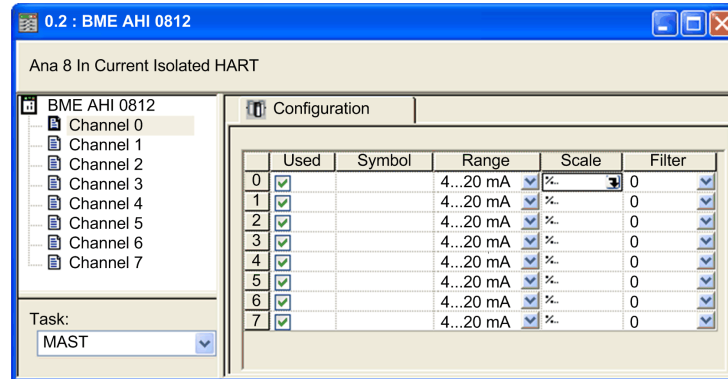 0.2 : BME AHI 0812
Ana 8 In Current Isolated HART
BME AHI 0812
Channel 0
Channel 1
Channel 2
Channel 3
Channel 4
Channel 5
Channel 6
Channel 7
Task:
MAST
Configuration
Used Symbol Range Scale Filter
0 4...20 mA %.. 0
1 4...20 mA %.. 0
2 4...20 mA %.. 0
3 4...20 mA %.. 0
4 4...20 mA %.. 0
5 4...20 mA %.. 0
6 4...20 mA %.. 0
7 4...20 mA %.. 0